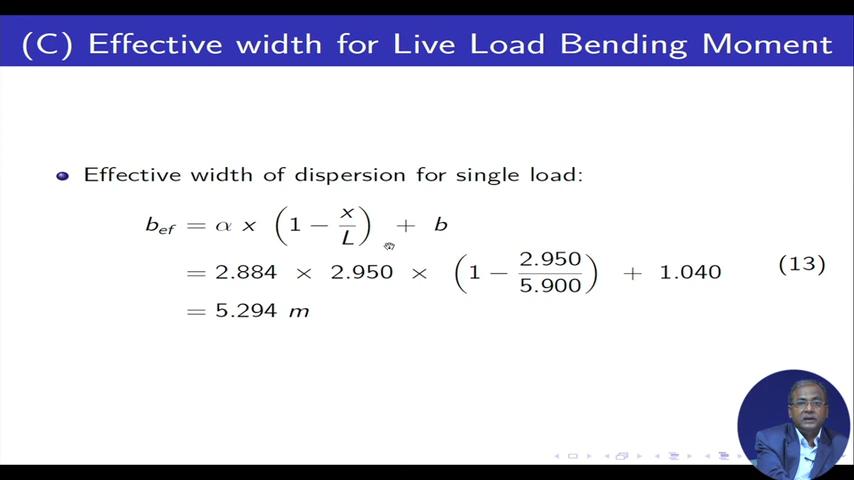 (C) Effective width for Live Load Bending Moment
Effective width of dispersion for single load:
b_ef = α x (1 − x/L) + b
= 2.884 × 2.950 × (1 − 2.950/5.900) + 1.040 (13)
= 5.294 m